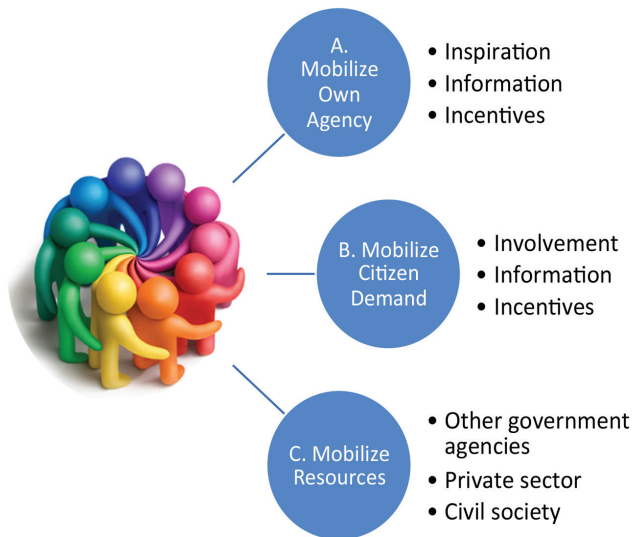 A.
Mobilize
Own
Agency
• Inspiration
• Information
• Incentives
B. Mobilize
Citizen
Demand
• Involvement
• Information
• Incentives
C. Mobilize
Resources
• Other government
agencies
• Private sector
• Civil society